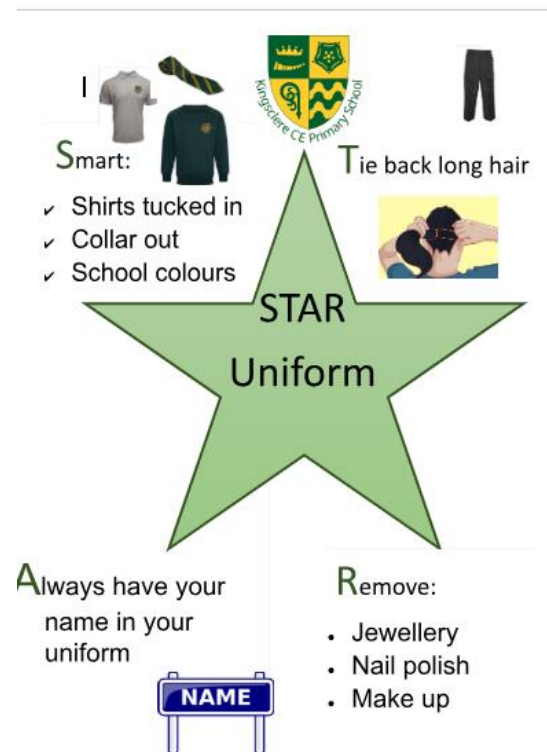 Kingsclere CE Primary School
I
Smart:
✓ Shirts tucked in
✓ Collar out
✓ School colours
Tie back long hair
STAR
Uniform
Always have your
name in your
uniform
NAME
Remove:
• Jewellery
• Nail polish
• Make up